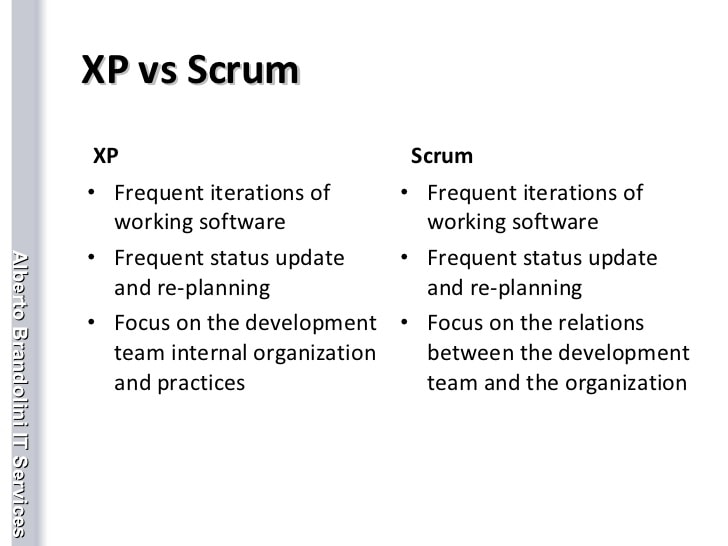 XP vs Scrum
XP
• Frequent iterations of
working software
• Frequent status update
and re-planning
• Focus on the development
team internal organization
and practices
Scrum
• Frequent iterations of
working software
• Frequent status update
and re-planning
• Focus on the relations
between the development
team and the organization
Alberto Brandolini IT Services